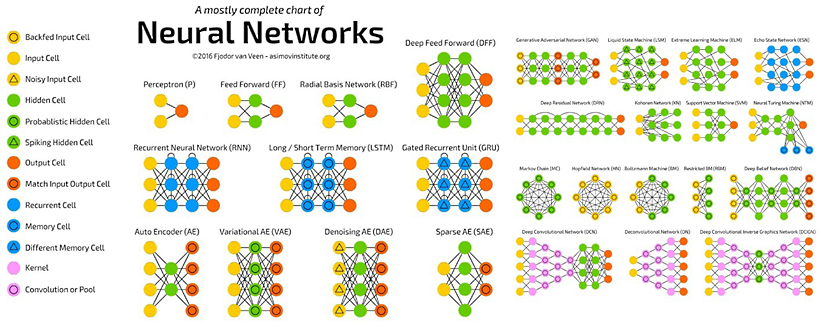 A mostly complete chart of
Neural Networks
©2016 Fjodor van Veen - asimovinstitute.org
Backfed Input Cell
Input Cell
Noisy Input Cell
Hidden Cell
Probablistic Hidden Cell
Spiking Hidden Cell
Output Cell
Match Input Output Cell
Recurrent Cell
Memory Cell
Different Memory Cell
Kernel
Convolution or Pool
Perceptron (P)
Feed Forward (FF)
Radial Basis Network (RBF)
Deep Feed Forward (DFF)
Recurrent Neural Network (RNN)
Long / Short Term Memory (LSTM)
Gated Recurrent Unit (GRU)
Auto Encoder (AE)
Variational AE (VAE)
Denoising AE (DAE)
Sparse AE (SAE)
Generative Adversarial Network (GAN)
Liquid State Machine (LSM)
Extreme Learning Machine (ELM)
Echo State Network (ESN)
Deep Residual Network (DRN)
Kohonen Network (KN)
Support Vector Machine (SVM)
Neural Turing Machine (NTM)
Markov Chain (MC)
Hopfield Network (HN)
Boltzmann Machine (BM)
Restricted BM (RBM)
Deep Belief Network (DBN)
Deep Convolutional Network (DCN)
Deconvolutional Network (DN)
Deep Convolutional Inverse Graphics Network (DCIGN)